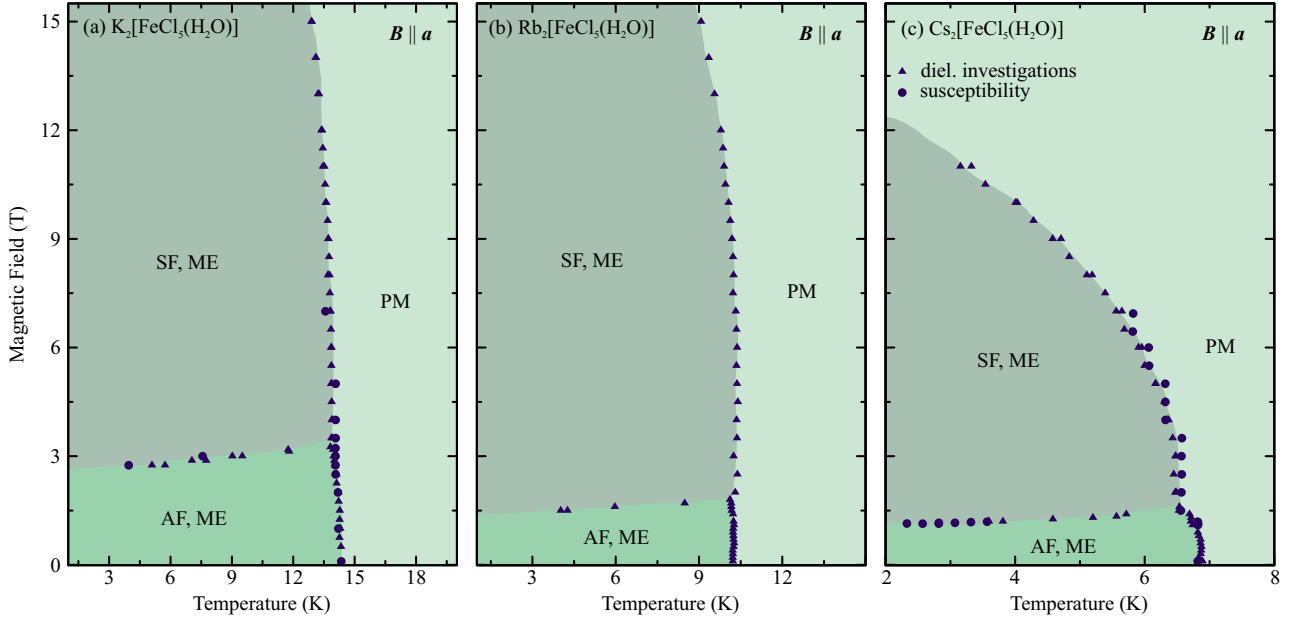 15
12
9
6
3
0
Magnetic Field (T)
(a) K₂[FeCl₅(H₂O)]
B || a
SF, ME
PM
AF, ME
3 6 9 12 15 18
Temperature (K)
(b) Rb₂[FeCl₅(H₂O)]
B || a
SF, ME
PM
AF, ME
3 6 9 12
Temperature (K)
(c) Cs₂[FeCl₅(H₂O)]
B || a
diel. investigations
susceptibility
SF, ME
PM
AF, ME
2 4 6 8
Temperature (K)